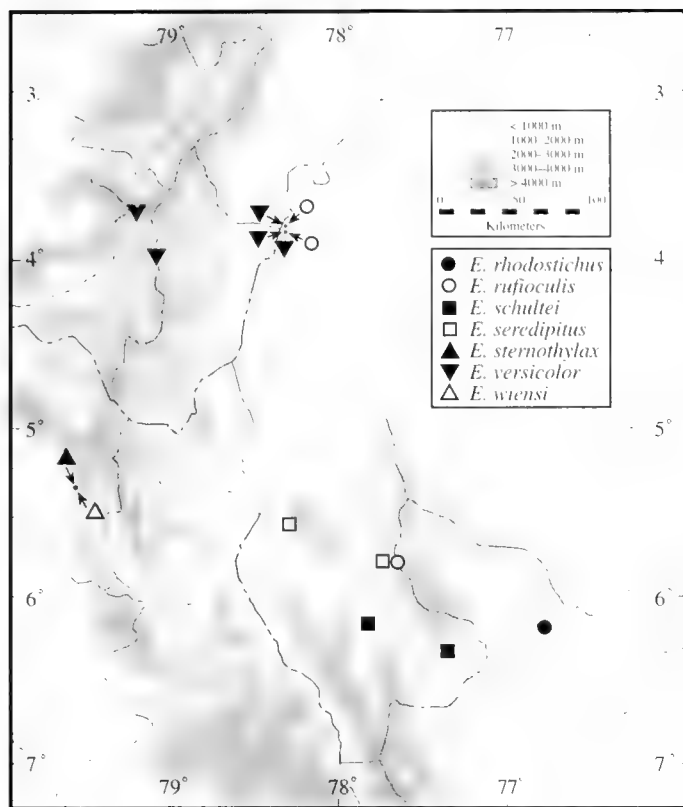 79° 78° 77
3. 3°
< 1000 m
1000–2000 m
2000–3000 m
3000–4000 m
> 4000 m
0 50 100
Kilometers
4° 4°
E. rhodostichus
E. rufioculis
E. schultei
E. seredipitus
E. sternothylax
E. versicolor
E. wiensi
5° 5°
6° 6°
7° 7°
79° 78° 77°